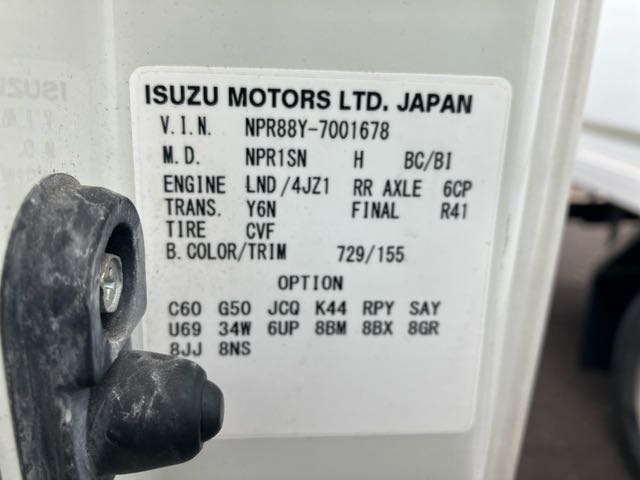 ISUZU MOTORS LTD. JAPAN
V.I.N. NPR88Y-7001678
M.D. NPR1SN H BC/BI
ENGINE LND/4JZ1 RR AXLE 6CP
TRANS. Y6N FINAL R41
TIRE CVF
B.COLOR/TRIM 729/155
OPTION
C60 G50 JCQ K44 RPY SAY
U69 34W 6UP 8BM 8BX 8GR
8JJ 8NS